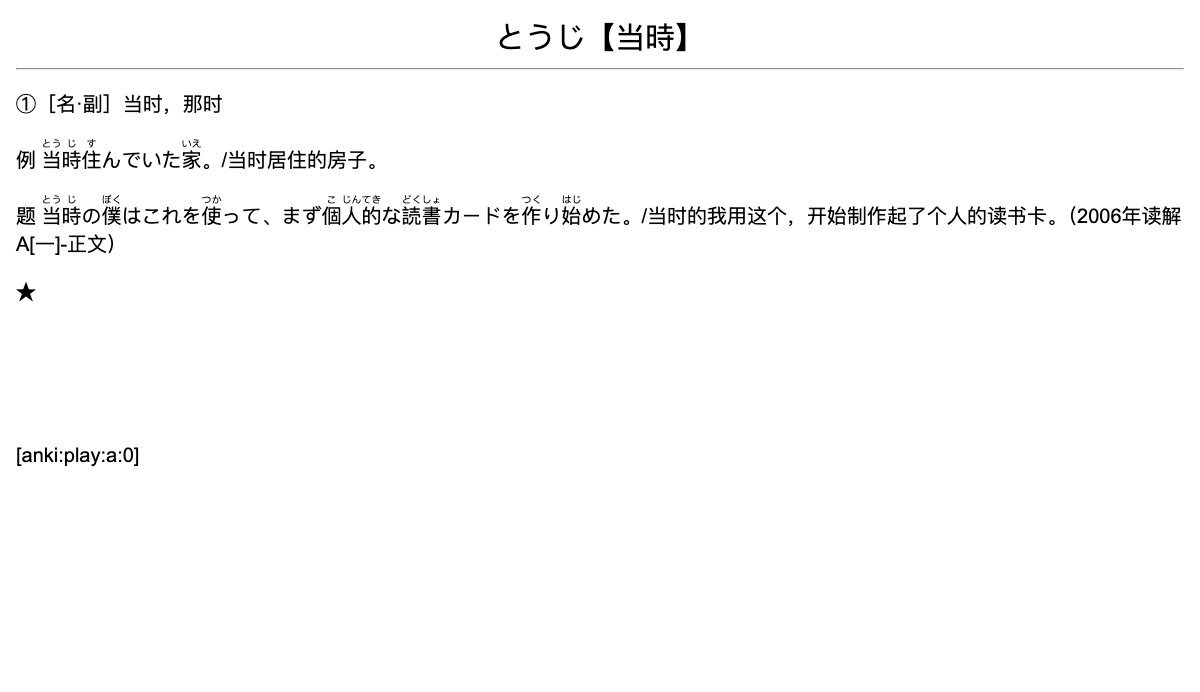 とうじ【当時】
①［名·副］当时，那时
とう じ す いえ
例 当時住んでいた家。/当时居住的房子。
とう じ ぼく つか こ じんてき どくしょ つく はじ
题 当時の僕はこれを使って、まず個人的な読書カードを作り始めた。/当时的我用这个，开始制作起了个人的读书卡。（2006年读解
A[一]-正文）
★
[anki:play:a:0]